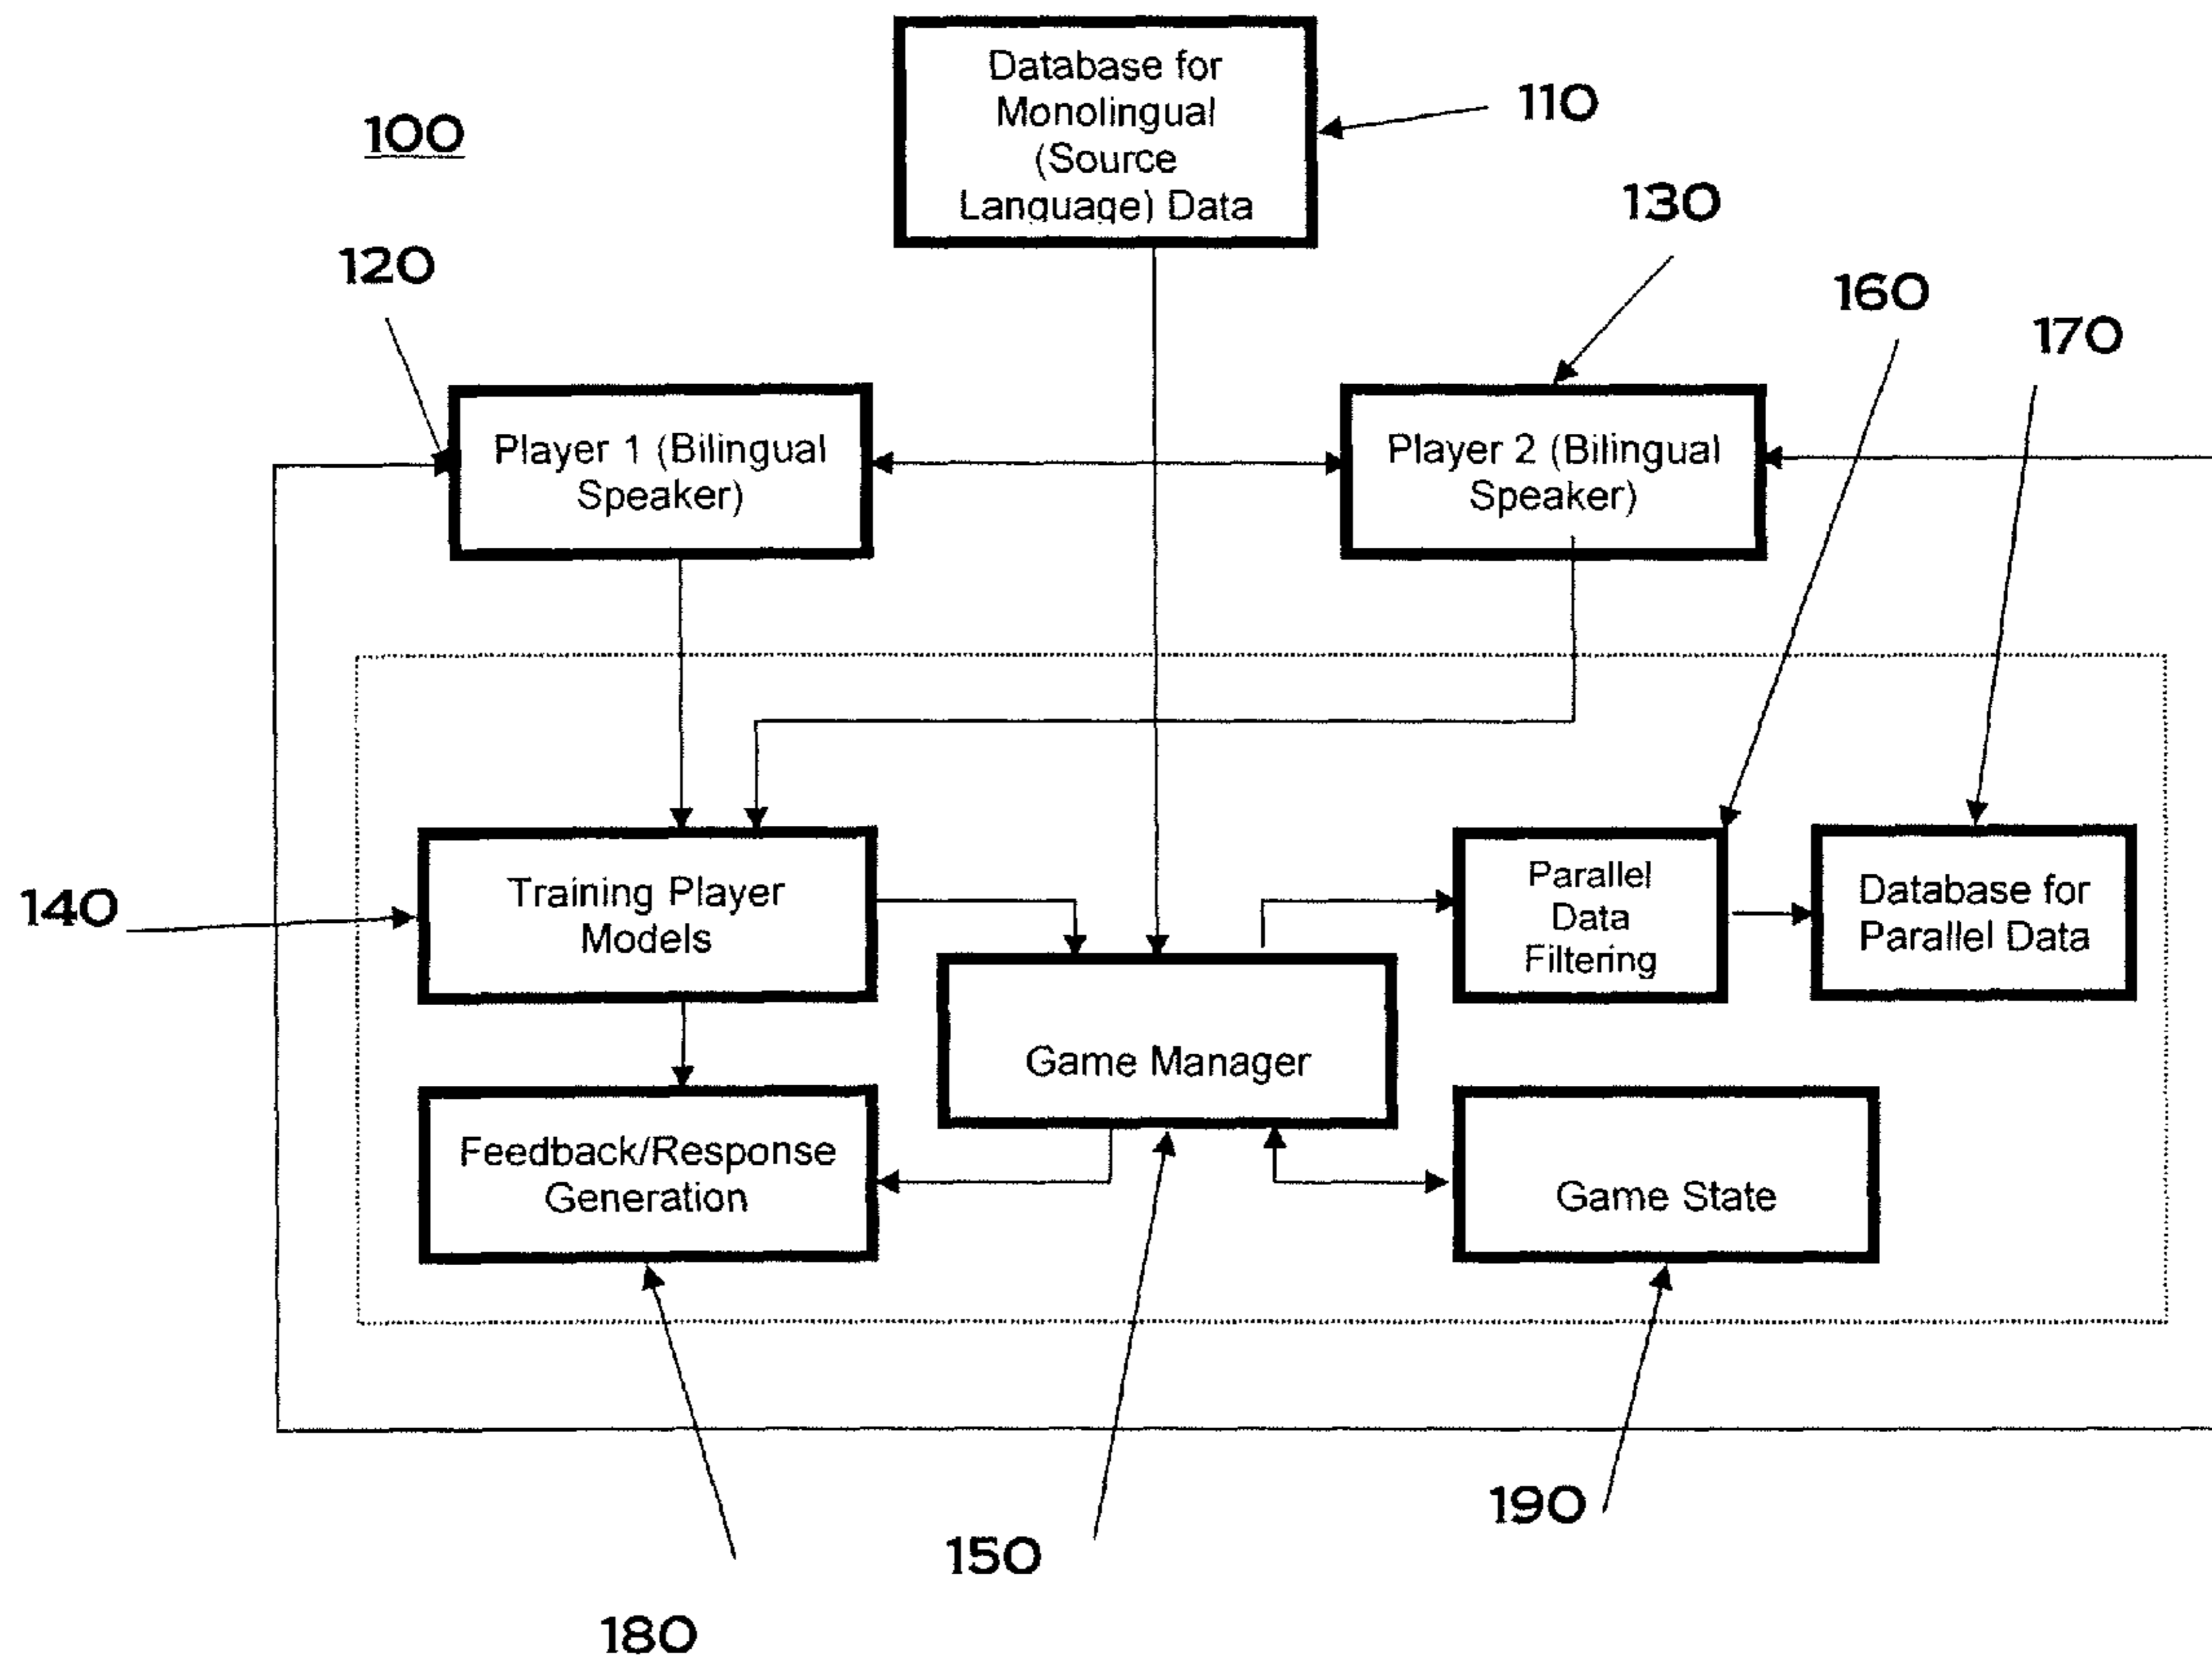 Database for
Monolingual
(Source
Language) Data
110
100
130
120
160
170
Player 1 (Bilingual
Speaker)
Player 2 (Bilingual
Speaker)
140
Training Player
Models
Parallel
Data
Filtering
Database for
Parallel Data
Game Manager
Feedback/Response
Generation
Game State
190
150
180